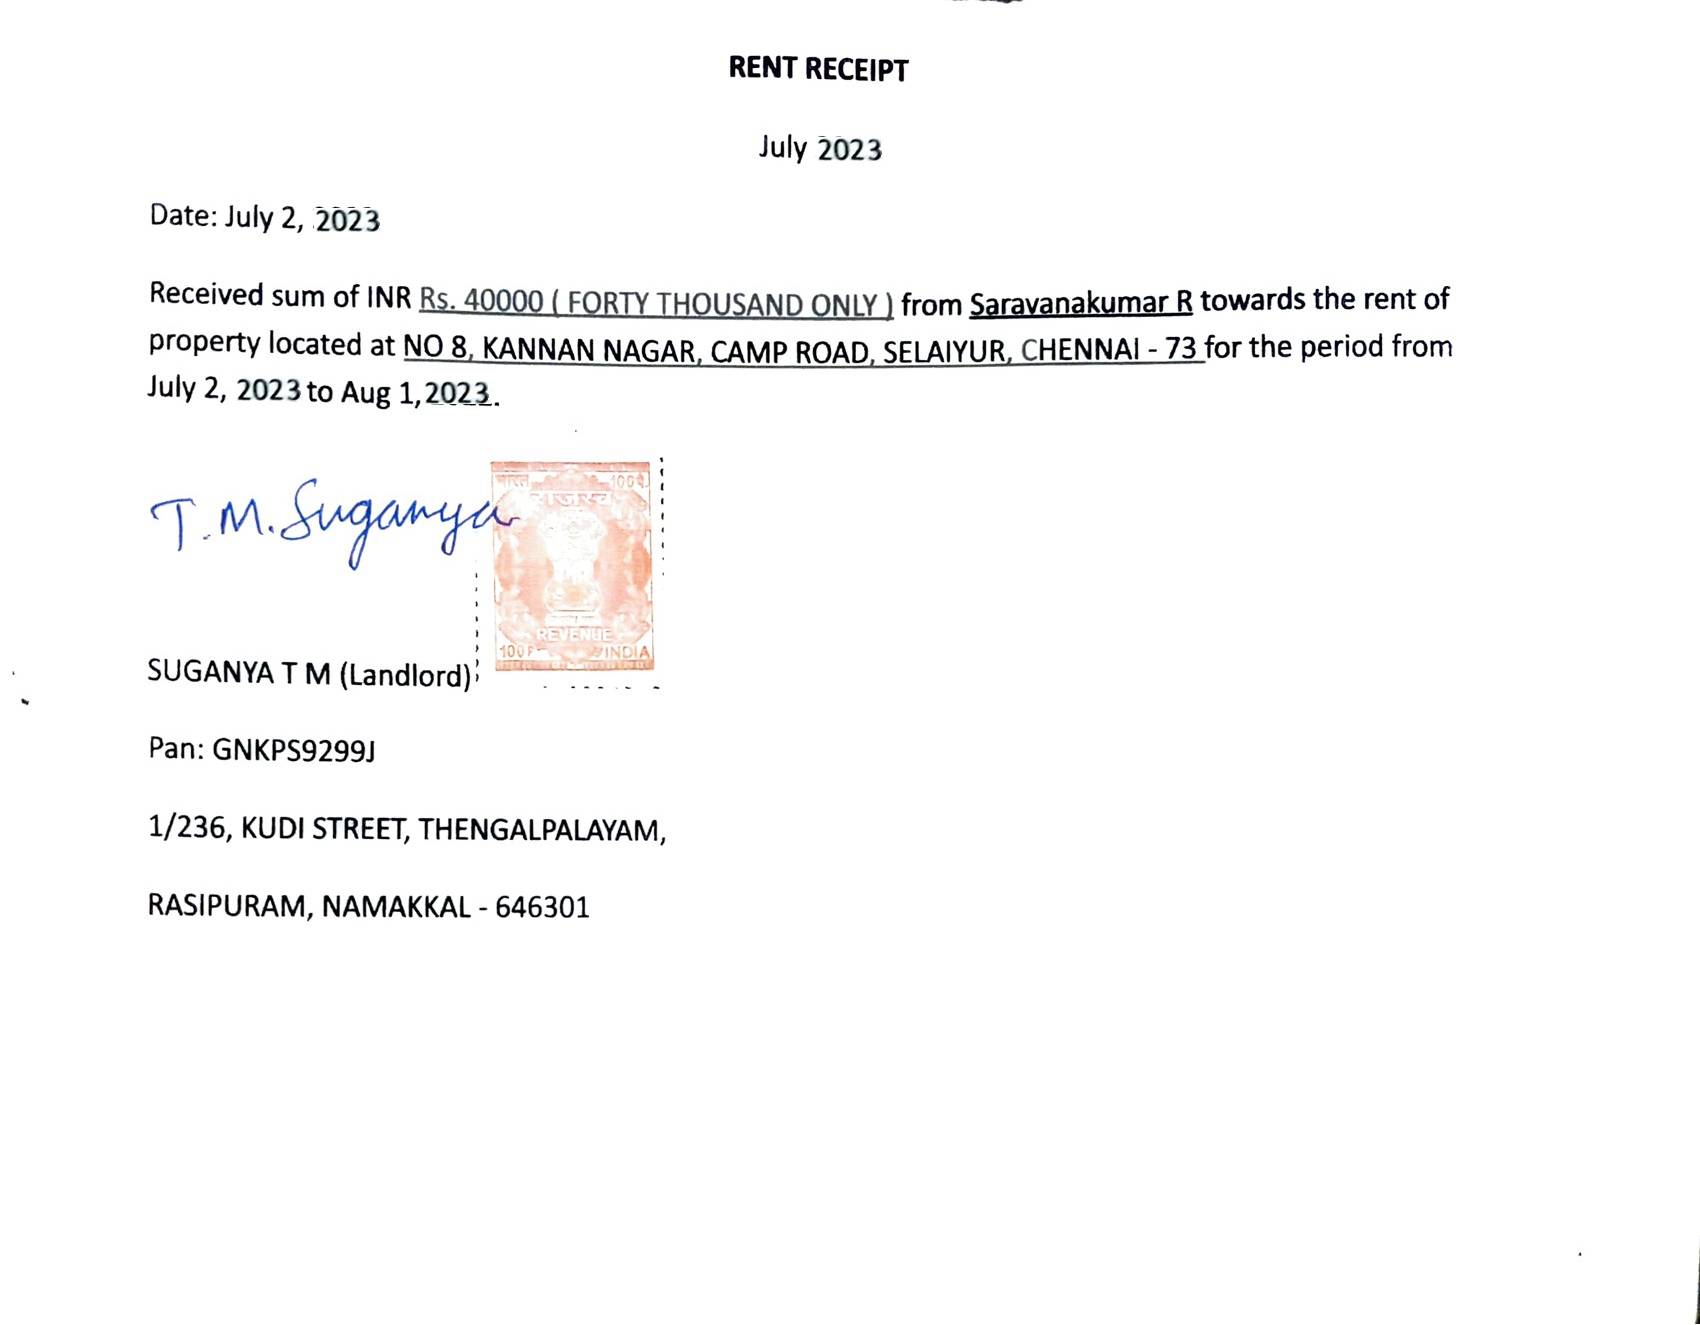 RENT RECEIPT
July 2023
Date: July 2, 2023
Received sum of INR Rs. 40000 ( FORTY THOUSAND ONLY ) from Saravanakumar R towards the rent of
property located at NO 8, KANNAN NAGAR, CAMP ROAD, SELAIYUR, CHENNAI - 73 for the period from
July 2, 2023 to Aug 1,2023.
T.M.Suganya
भारत 100प.
राजस्व
REVENUE
100P INDIA
SUGANYA T M (Landlord)
Pan: GNKPS9299J
1/236, KUDI STREET, THENGALPALAYAM,
RASIPURAM, NAMAKKAL - 646301